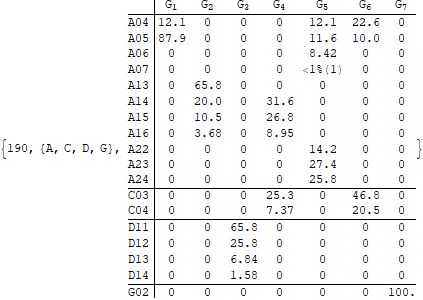 G1 G2 G3 G4 G5 G6 G7
A04 12.1 0 0 0 12.1 22.6 0
A05 87.9 0 0 0 11.6 10.0 0
A06 0 0 0 0 8.42 0 0
A07 0 0 0 0 <1%(1) 0 0
A13 0 65.8 0 0 0 0 0
A14 0 20.0 0 31.6 0 0 0
A15 0 10.5 0 26.8 0 0 0
A16 0 3.68 0 8.95 0 0 0
{190, {A, C, D, G}, A22 0 0 0 0 14.2 0 0 }
A23 0 0 0 0 27.4 0 0
A24 0 0 0 0 25.8 0 0
C03 0 0 0 25.3 0 46.8 0
C04 0 0 0 7.37 0 20.5 0
D11 0 0 65.8 0 0 0 0
D12 0 0 25.8 0 0 0 0
D13 0 0 6.84 0 0 0 0
D14 0 0 1.58 0 0 0 0
G02 0 0 0 0 0 0 100.